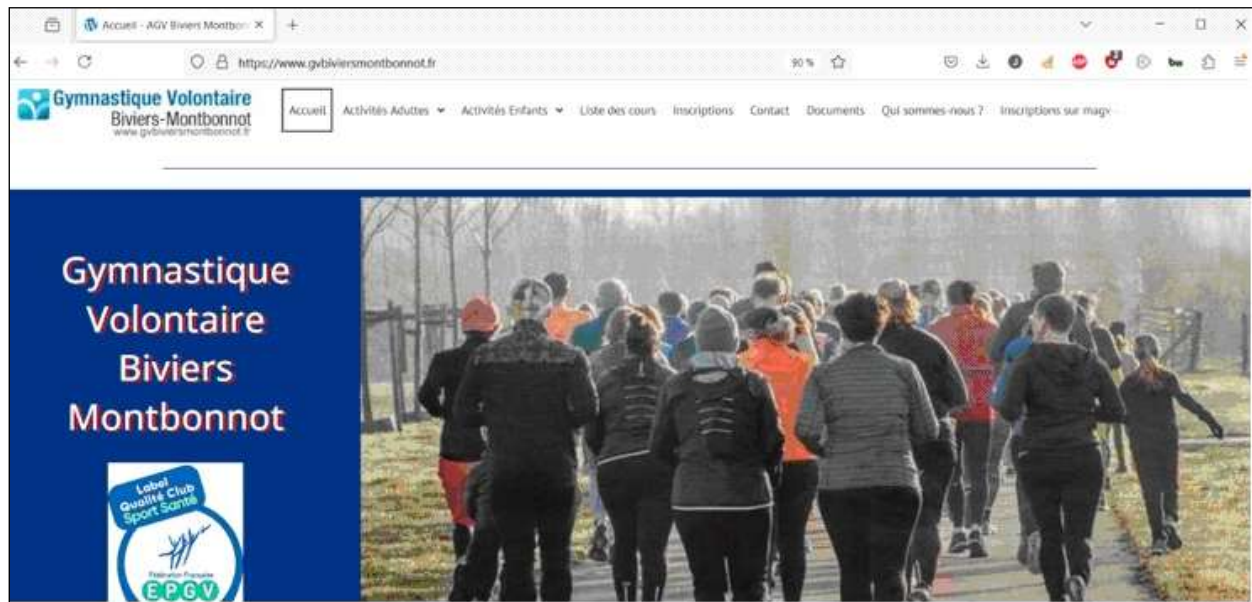 Accueil - AGV Biviers Montbon
https://www.gvbiviersmontbonnot.fr
90 %
Gymnastique Volontaire
Biviers-Montbonnot
www.gvbiviersmontbonnot.fr
Accueil Activités Adultes Activités Enfants Liste des cours Inscriptions Contact Documents Qui sommes-nous ? Inscriptions sur magv
Gymnastique
Volontaire
Biviers
Montbonnot
Label
Qualité Club
Sport Santé
Fédération Française
EPGV